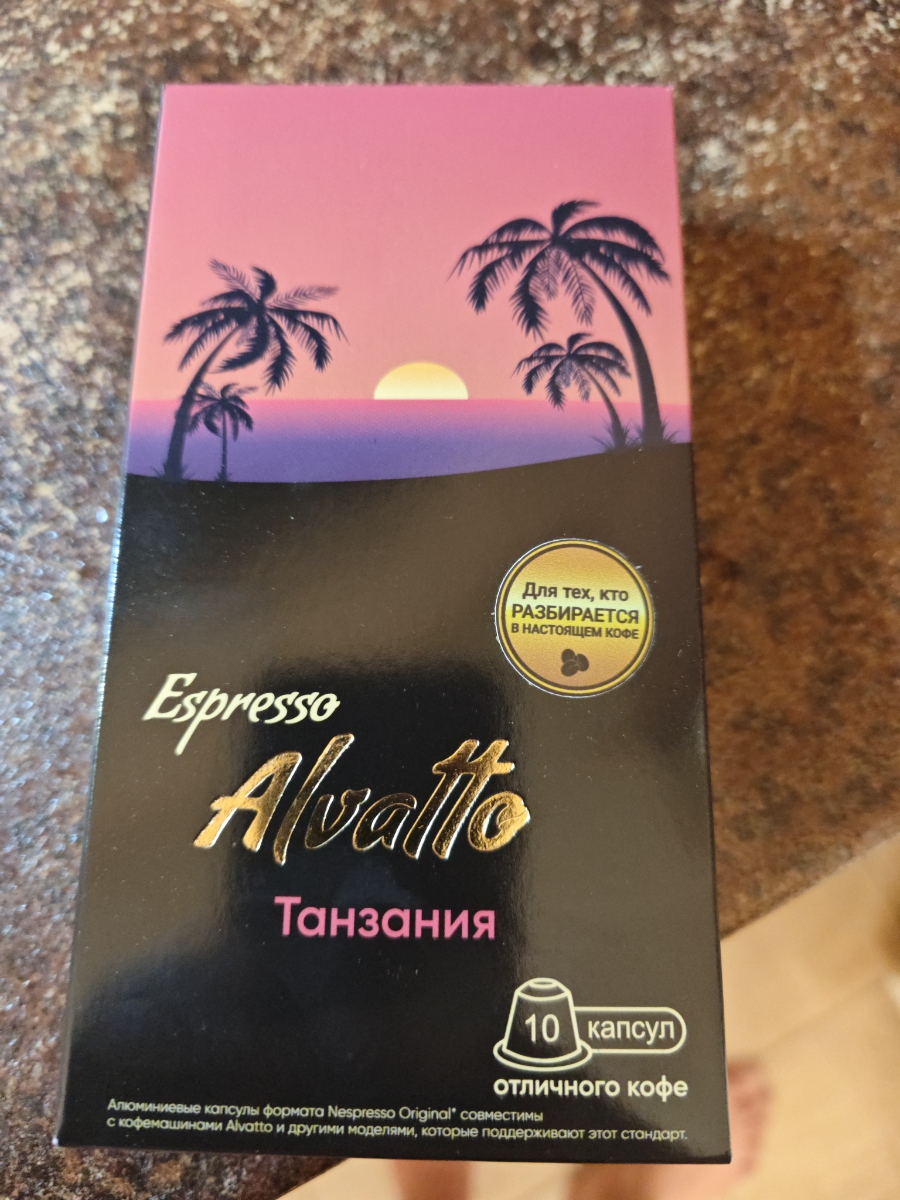 Для тех, кто
РАЗБИРАЕТСЯ
В НАСТОЯЩЕМ КОФЕ
Espresso
Alvatto
Танзания
10 капсул
отличного кофе
Алюминиевые капсулы формата Nespresso Original* совместимы
с кофемашинами Alvatto и другими моделями, которые поддерживают этот стандарт.